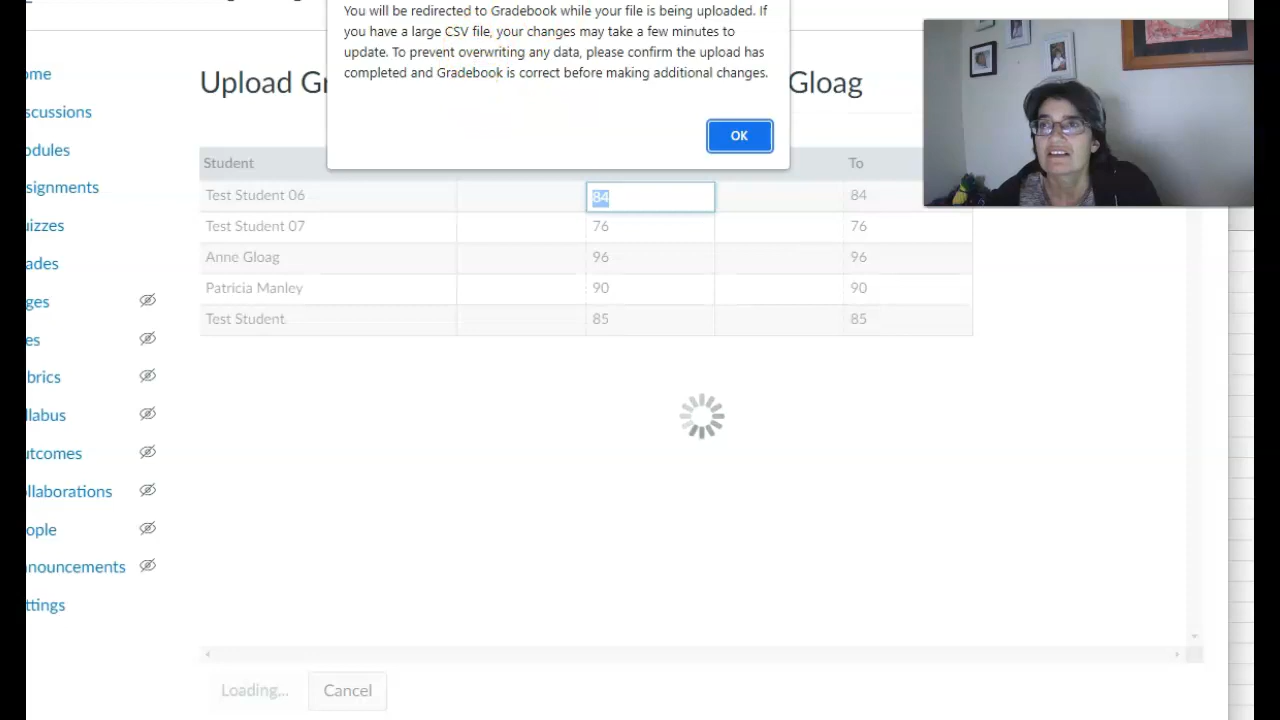 You will be redirected to Gradebook while your file is being uploaded. If
you have a large CSV file, your changes may take a few minutes to
update. To prevent overwriting any data, please confirm the upload has
completed and Gradebook is correct before making additional changes.
OK
ome
scussions
odules
signments
uizzes
ades
ges
es
brics
llabus
utcomes
ollaborations
ople
nnouncements
ttings
Upload Gr
Gloag
Student To
Test Student 06 84 84
Test Student 07 76 76
Anne Gloag 96 96
Patricia Manley 90 90
Test Student 85 85
Loading... Cancel